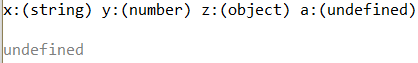 x:(string) y:(number) z:(object) a:(undefined)
undefined